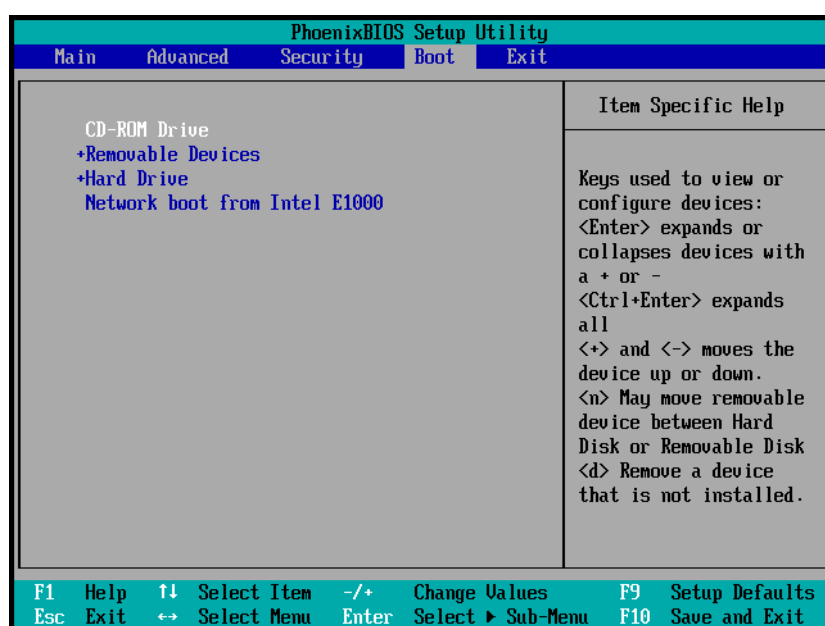 PhoenixBIOS Setup Utility
Main Advanced Security Boot Exit
CD-ROM Drive
+Removable Devices
+Hard Drive
Network boot from Intel E1000
Item Specific Help
Keys used to view or
configure devices:
<Enter> expands or
collapses devices with
a + or -
<Ctrl+Enter> expands
all
<+> and <-> moves the
device up or down.
<n> May move removable
device between Hard
Disk or Removable Disk
<d> Remove a device
that is not installed.
F1 Help ↑↓ Select Item -/+ Change Values F9 Setup Defaults
Esc Exit ↔ Select Menu Enter Select ▶ Sub-Menu F10 Save and Exit